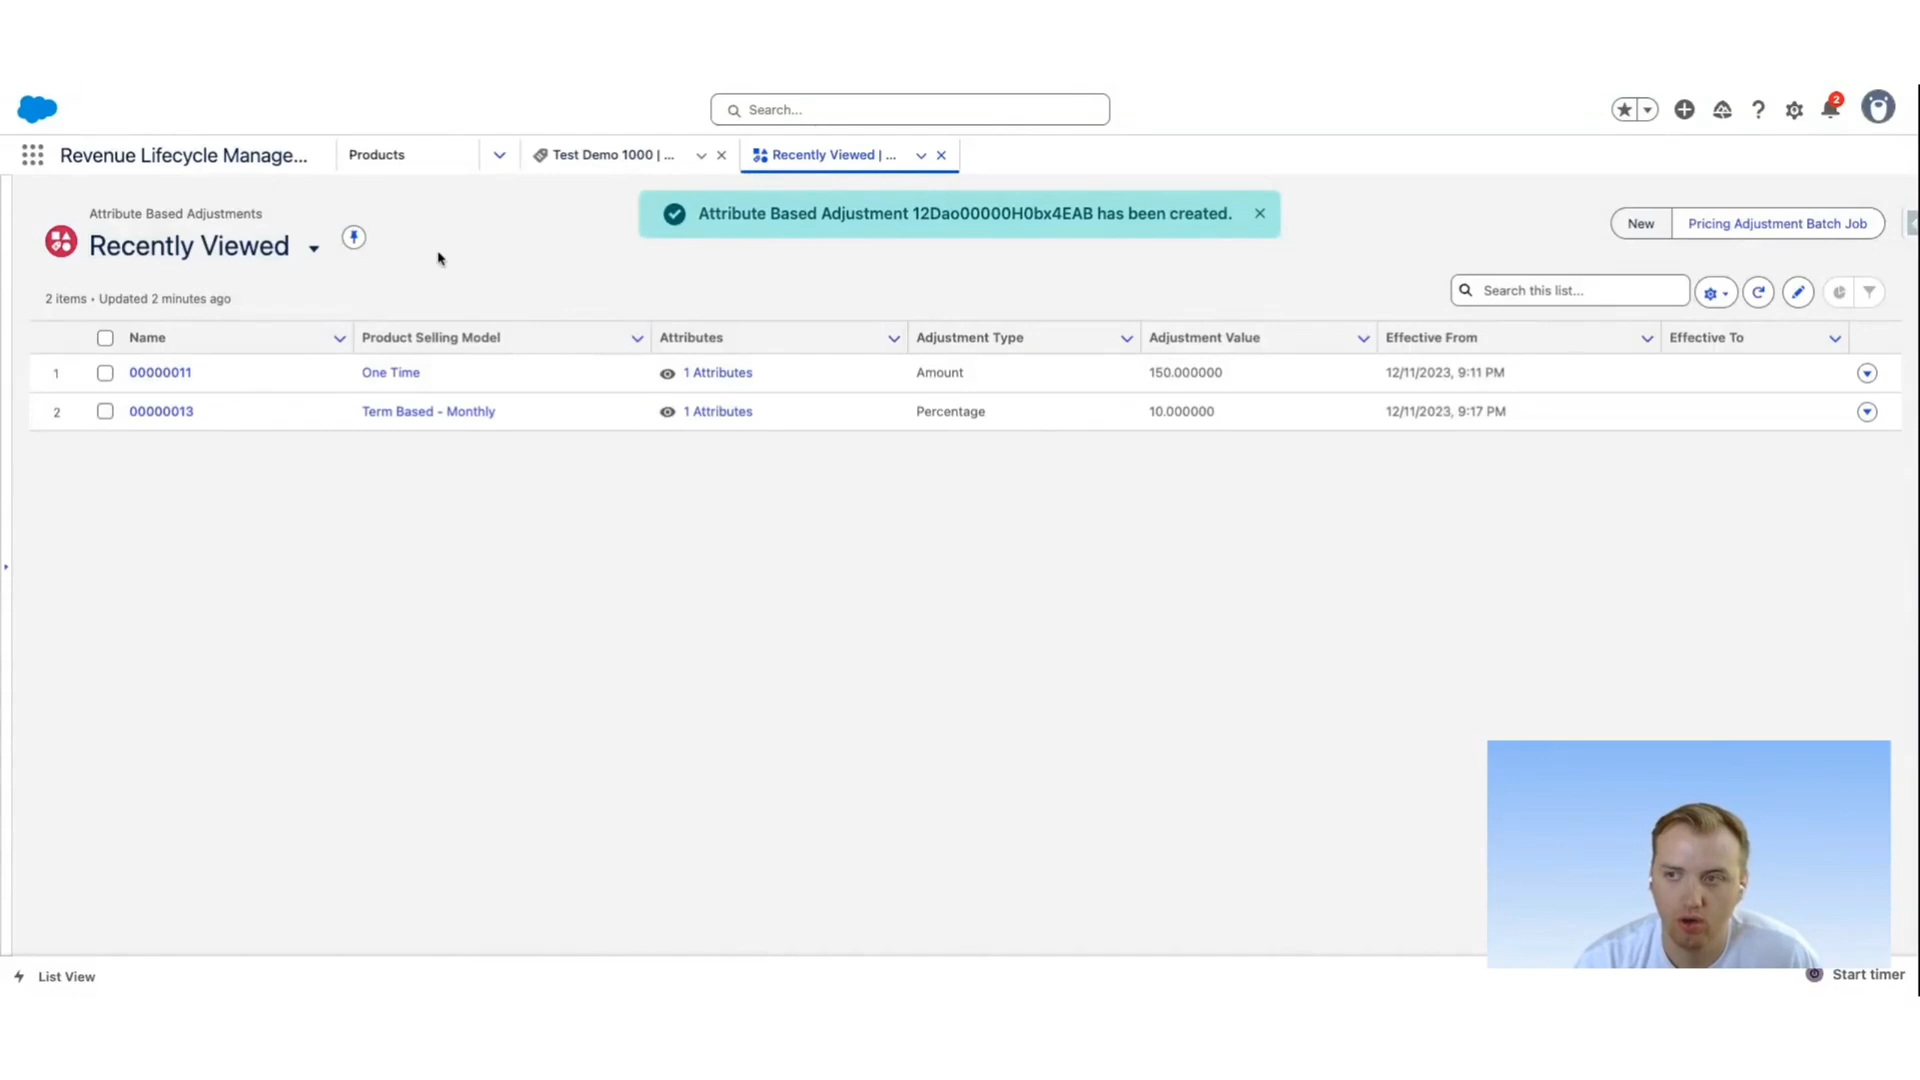 Search...
2
Revenue Lifecycle Manage...
Products
Test Demo 1000 | ...
Recently Viewed | ...
Attribute Based Adjustments
Recently Viewed
Attribute Based Adjustment 12Dao00000H0bx4EAB has been created.
New
Pricing Adjustment Batch Job
2 items • Updated 2 minutes ago
Search this list...
Name Product Selling Model Attributes Adjustment Type Adjustment Value Effective From Effective To
1 00000011 One Time 1 Attributes Amount 150.000000 12/11/2023, 9:11 PM
2 00000013 Term Based - Monthly 1 Attributes Percentage 10.000000 12/11/2023, 9:17 PM
List View
Start timer